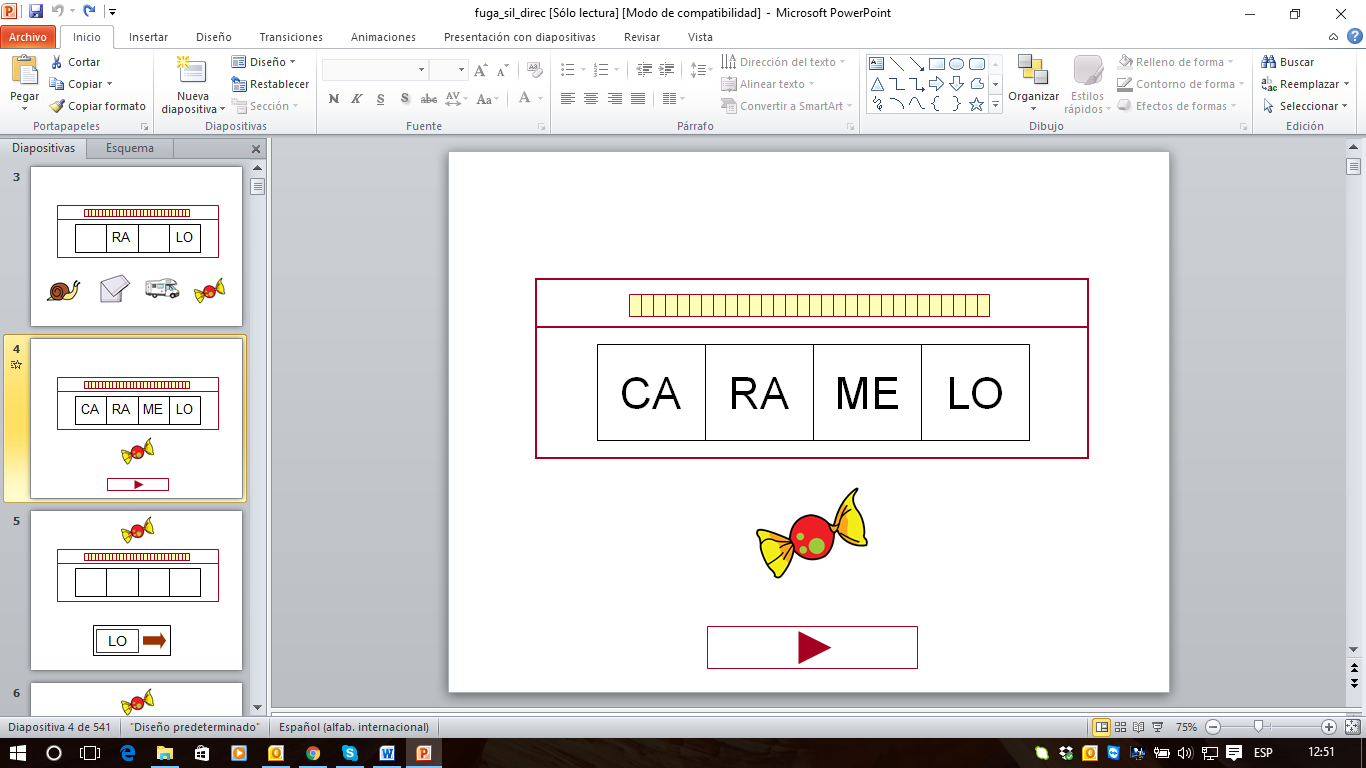 fuga_sil_direc [Sólo lectura] [Modo de compatibilidad] - Microsoft PowerPoint
Archivo Inicio Insertar Diseño Transiciones Animaciones Presentación con diapositivas Revisar Vista
Pegar
Cortar
Copiar
Copiar formato
Portapapeles
Nueva diapositiva
Diseño
Restablecer
Sección
Diapositivas
N K S S abc AV Aa A
Fuente
Dirección del texto
Alinear texto
Convertir a SmartArt
Párrafo
Organizar
Estilos rápidos
Relleno de forma
Contorno de forma
Efectos de formas
Dibujo
Buscar
Reemplazar
Seleccionar
Edición
Diapositivas Esquema
3
RA LO
4
CA RA ME LO
5
LO
6
CA RA ME LO
Diapositiva 4 de 541 "Diseño predeterminado" Español (alfab. internacional) 75%
ESP 12:51